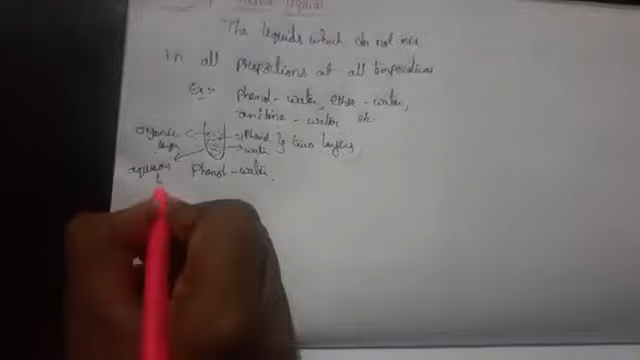 The liquids which do not mix
in all proportions at all temperatures
Ex:- Phenol-water, ether-water,
aniline-water etc
organic layer
Phenol } two layers
water
aqueous l
Phenol-water.